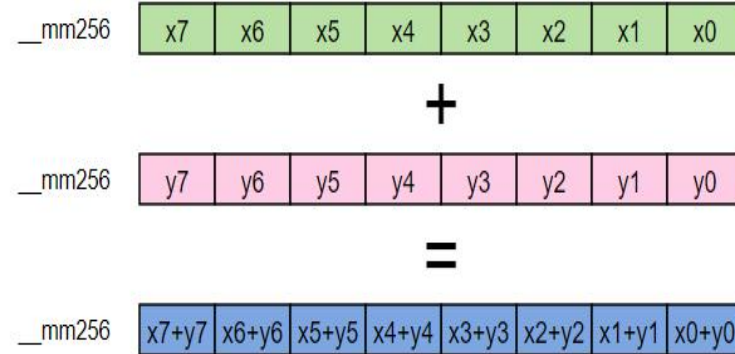 __mm256 x7 x6 x5 x4 x3 x2 x1 x0
+
__mm256 y7 y6 y5 y4 y3 y2 y1 y0
=
__mm256 x7+y7 x6+y6 x5+y5 x4+y4 x3+y3 x2+y2 x1+y1 x0+y0